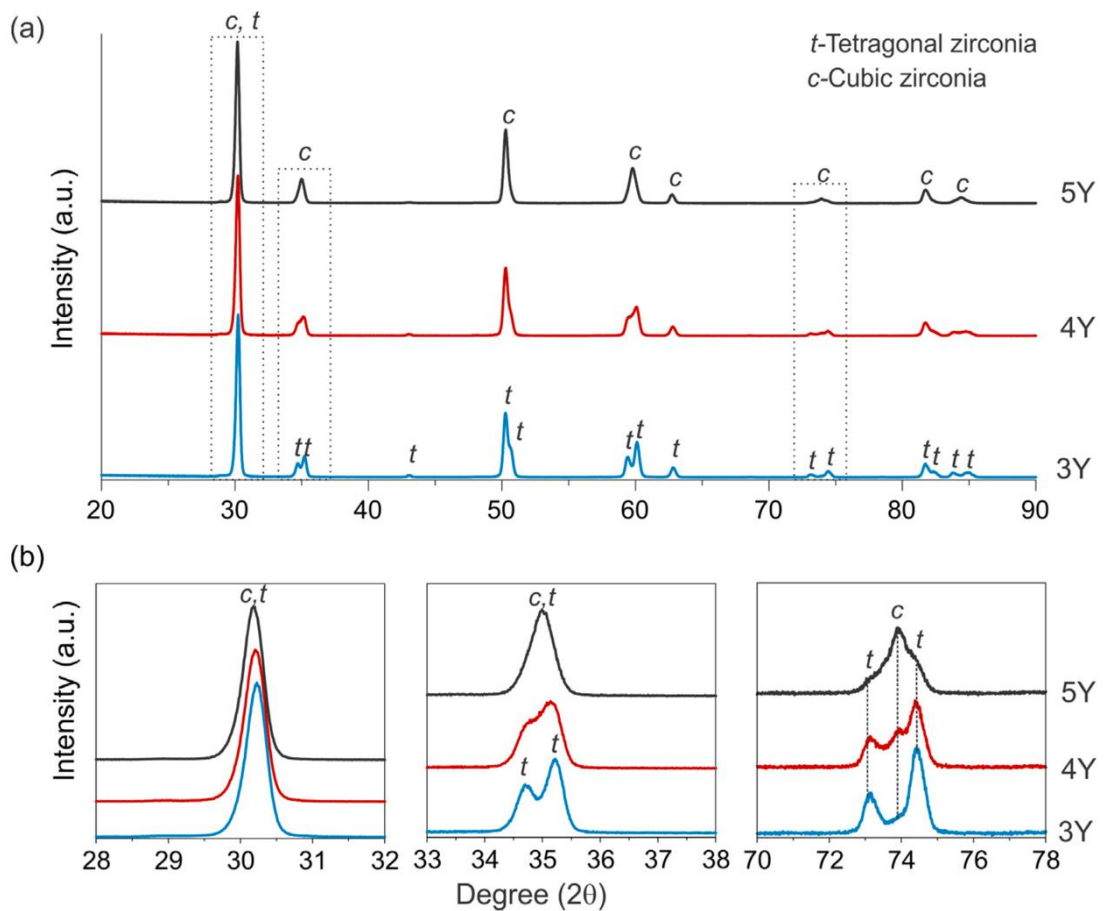 (a)
c, t
t-Tetragonal zirconia
c-Cubic zirconia
c
c
c
c
c
c
c
5Y
4Y
t
t
tt
t
t
t
t
t
t
t
t
t
t
3Y
Intensity (a.u.)
20 30 40 50 60 70 80 90
(b)
c,t
Intensity (a.u.)
28 29 30 31 32
c,t
t
t
33 34 35 36 37 38
c
t
t
5Y
4Y
3Y
70 72 74 76 78
Degree (2θ)